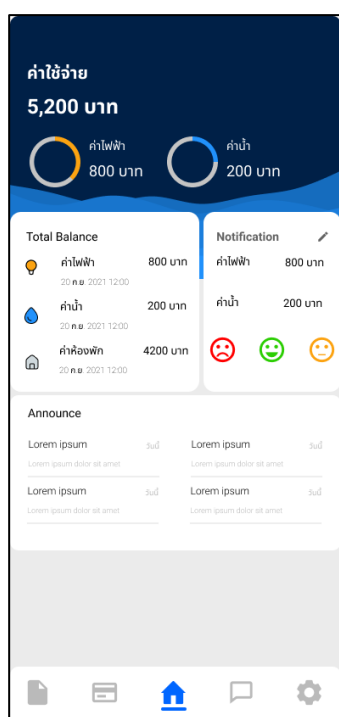 ค่าใช้จ่าย
5,200 บาท
ค่าไฟฟ้า
800 บาท
ค่าน้ำ
200 บาท
Total Balance
ค่าไฟฟ้า 800 บาท
20 ก.ย. 2021 12:00
ค่าน้ำ 200 บาท
20 ก.ย. 2021 12:00
ค่าห้องพัก 4200 บาท
20 ก.ย. 2021 12:00
Notification
ค่าไฟฟ้า 800 บาท
ค่าน้ำ 200 บาท
Announce
Lorem ipsum วันนี้
Lorem ipsum dolor sit amet
Lorem ipsum วันนี้
Lorem ipsum dolor sit amet
Lorem ipsum วันนี้
Lorem ipsum dolor sit amet
Lorem ipsum วันนี้
Lorem ipsum dolor sit amet